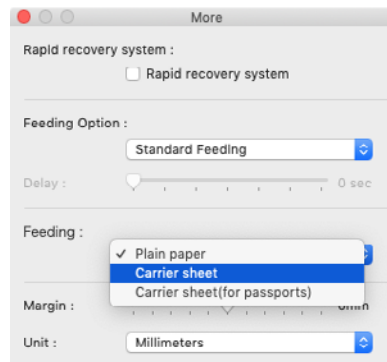 More
Rapid recovery system :
Rapid recovery system
Feeding Option :
Standard Feeding
Delay :
0 sec
Feeding :
✓ Plain paper
Carrier sheet
Carrier sheet(for passports)
Margin :
0mm
Unit :
Millimeters